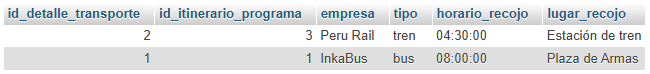 id_detalle_transporte id_itinerario_programa empresa tipo horario_recojo lugar_recojo
2 3 Peru Rail tren 04:30:00 Estación de tren
1 1 InkaBus bus 08:00:00 Plaza de Armas